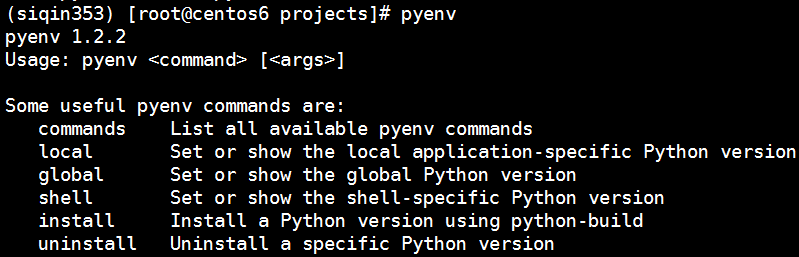 (siqin353) [root@centos6 projects]# pyenv
pyenv 1.2.2
Usage: pyenv <command> [<args>]

Some useful pyenv commands are:
   commands    List all available pyenv commands
   local       Set or show the local application-specific Python version
   global      Set or show the global Python version
   shell       Set or show the shell-specific Python version
   install     Install a Python version using python-build
   uninstall   Uninstall a specific Python version